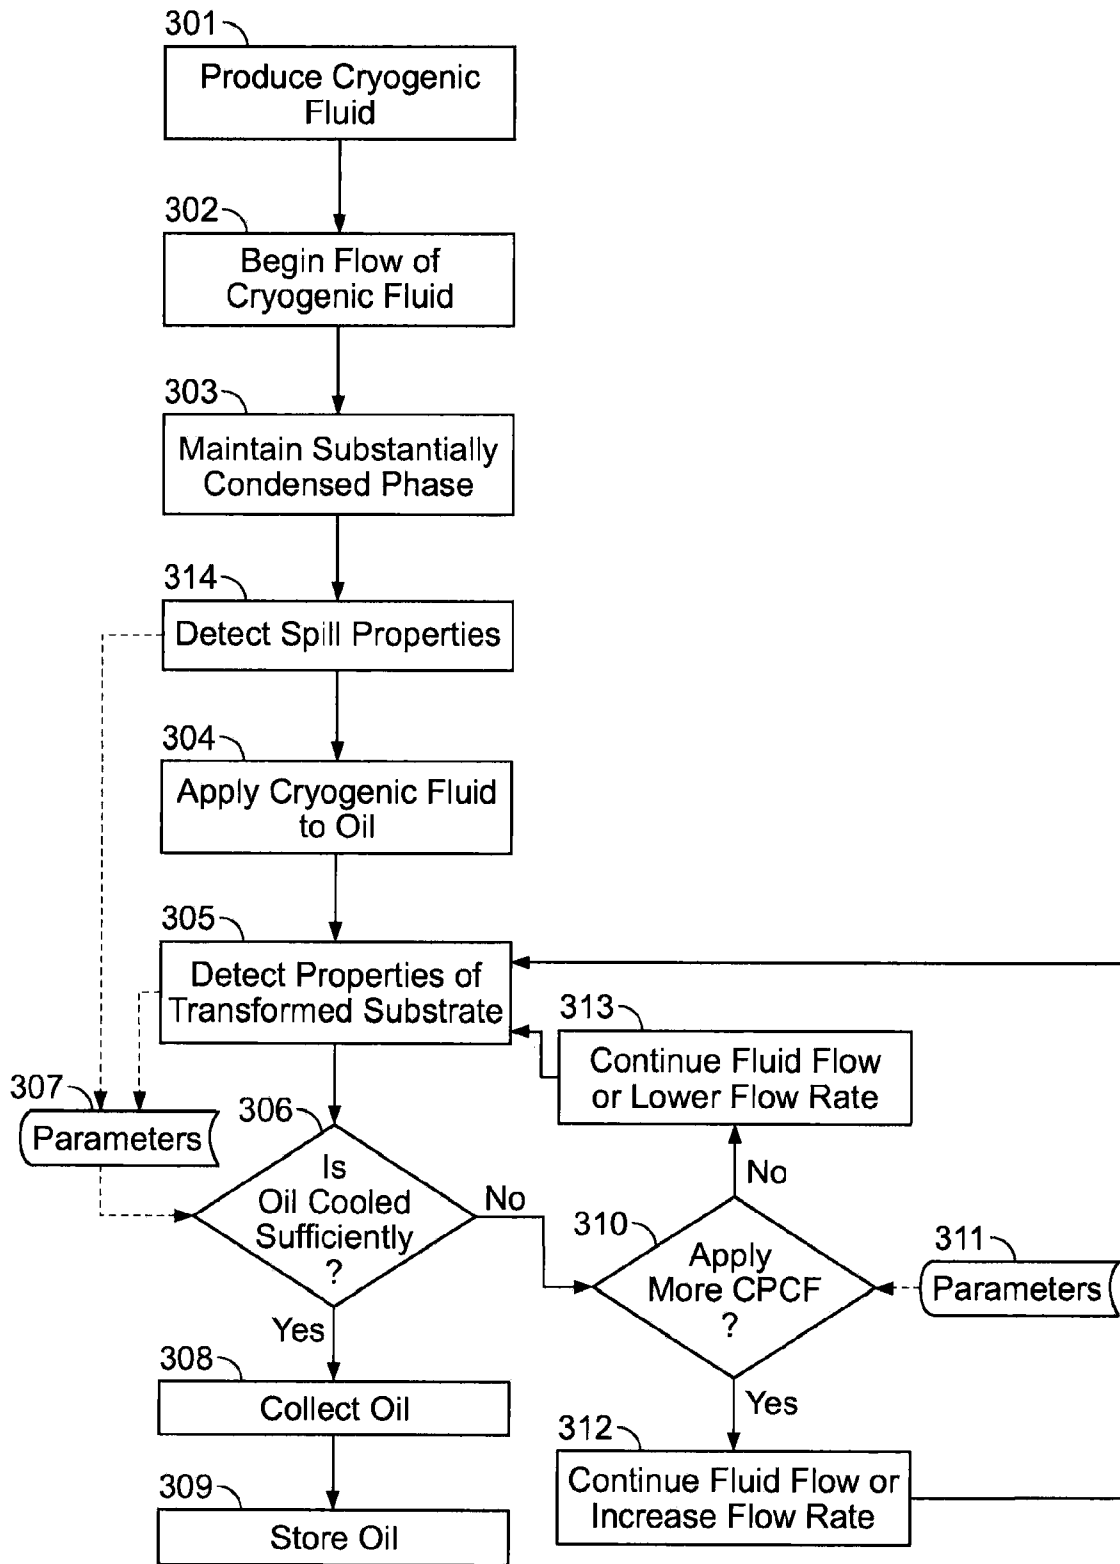 301
Produce Cryogenic
Fluid
302
Begin Flow of
Cryogenic Fluid
303
Maintain Substantially
Condensed Phase
314
Detect Spill Properties
304
Apply Cryogenic Fluid
to Oil
305
Detect Properties of
Transformed Substrate
313
Continue Fluid Flow
or Lower Flow Rate
307
Parameters
306
Is
Oil Cooled
Sufficiently
?
No
No
310
Apply
More CPCF
?
311
Parameters
Yes
308
Collect Oil
Yes
312
Continue Fluid Flow or
Increase Flow Rate
309
Store Oil